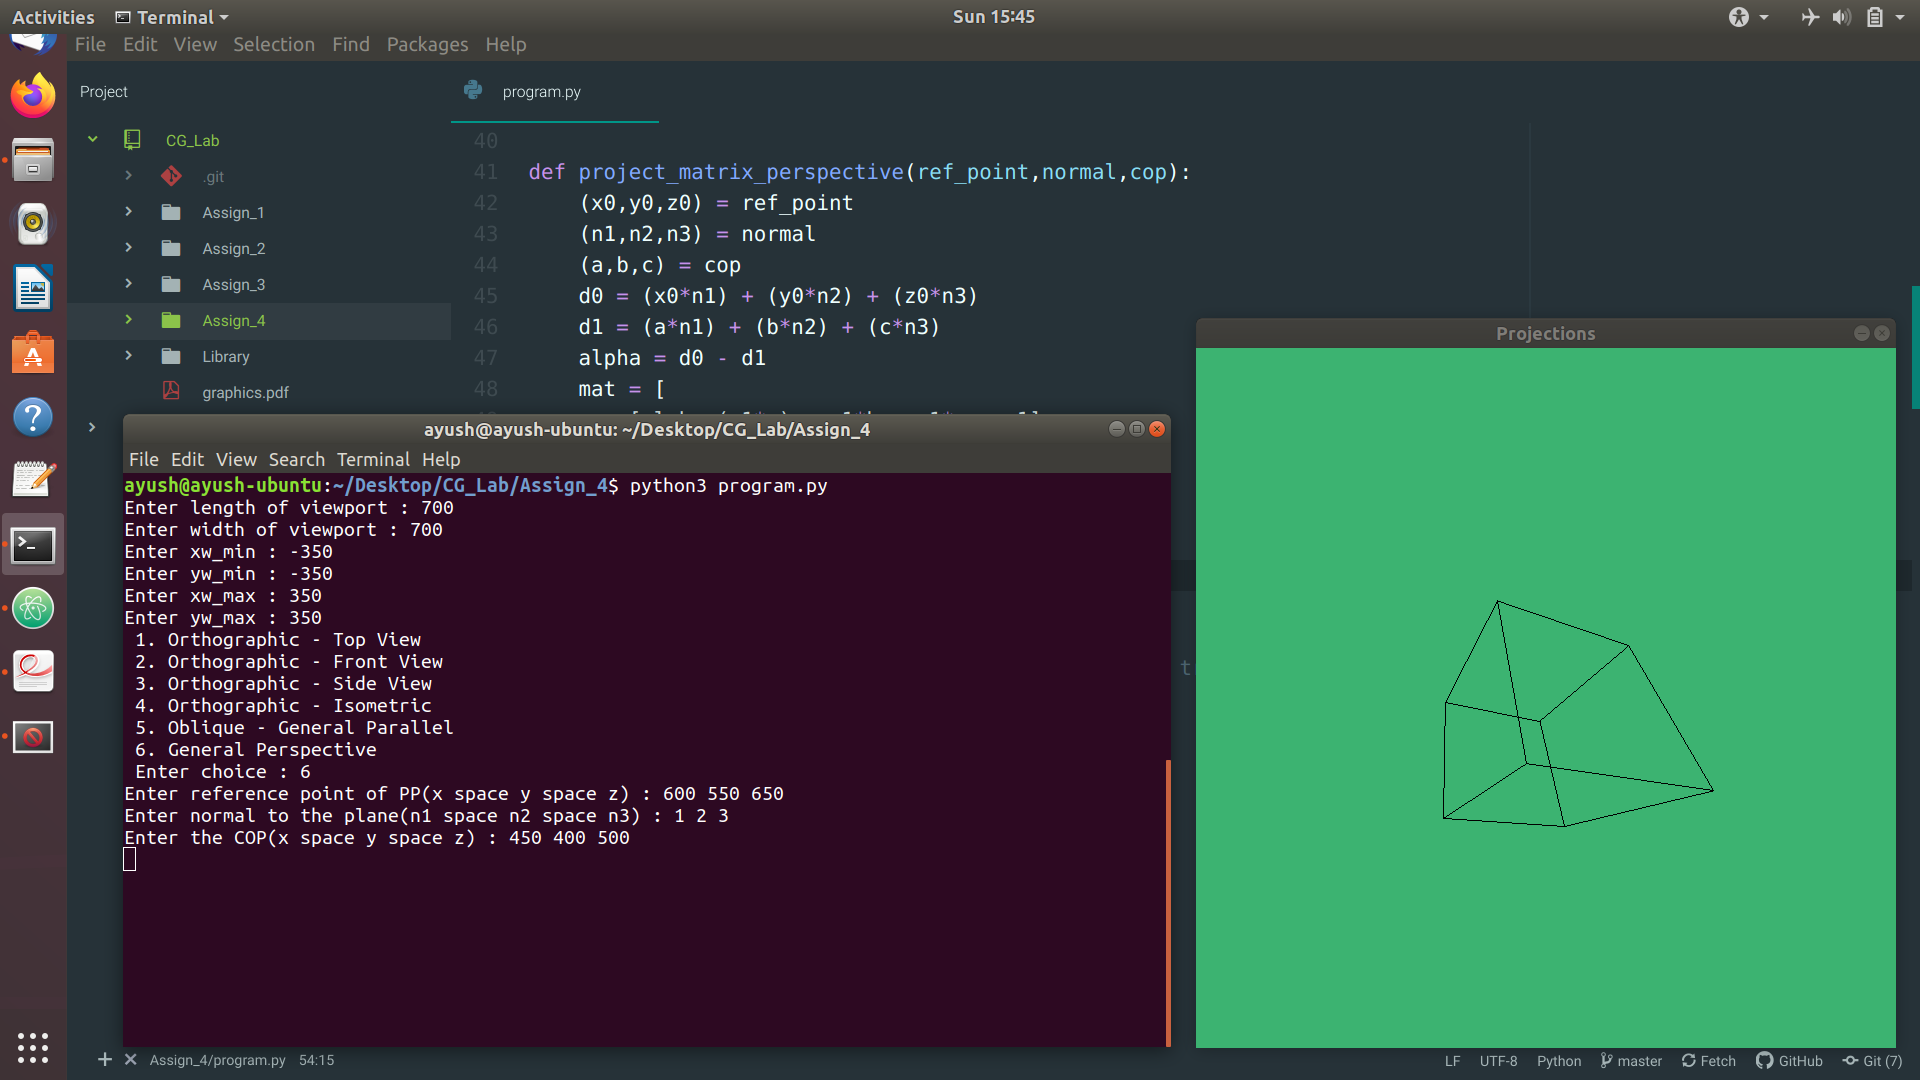 Activities Terminal Sun 15:45
File Edit View Selection Find Packages Help
Project
program.py
CG_Lab
.git
Assign_1
Assign_2
Assign_3
Assign_4
Library
graphics.pdf
40
41 def project_matrix_perspective(ref_point,normal,cop):
42 (x0,y0,z0) = ref_point
43 (n1,n2,n3) = normal
44 (a,b,c) = cop
45 d0 = (x0*n1) + (y0*n2) + (z0*n3)
46 d1 = (a*n1) + (b*n2) + (c*n3)
47 alpha = d0 - d1
48 mat = [
t
ayush@ayush-ubuntu: ~/Desktop/CG_Lab/Assign_4
File Edit View Search Terminal Help
ayush@ayush-ubuntu:~/Desktop/CG_Lab/Assign_4$ python3 program.py
Enter length of viewport : 700
Enter width of viewport : 700
Enter xw_min : -350
Enter yw_min : -350
Enter xw_max : 350
Enter yw_max : 350
1. Orthographic - Top View
2. Orthographic - Front View
3. Orthographic - Side View
4. Orthographic - Isometric
5. Oblique - General Parallel
6. General Perspective
Enter choice : 6
Enter reference point of PP(x space y space z) : 600 550 650
Enter normal to the plane(n1 space n2 space n3) : 1 2 3
Enter the COP(x space y space z) : 450 400 500
Projections
Assign_4/program.py 54:15
LF UTF-8 Python master Fetch GitHub Git (7)